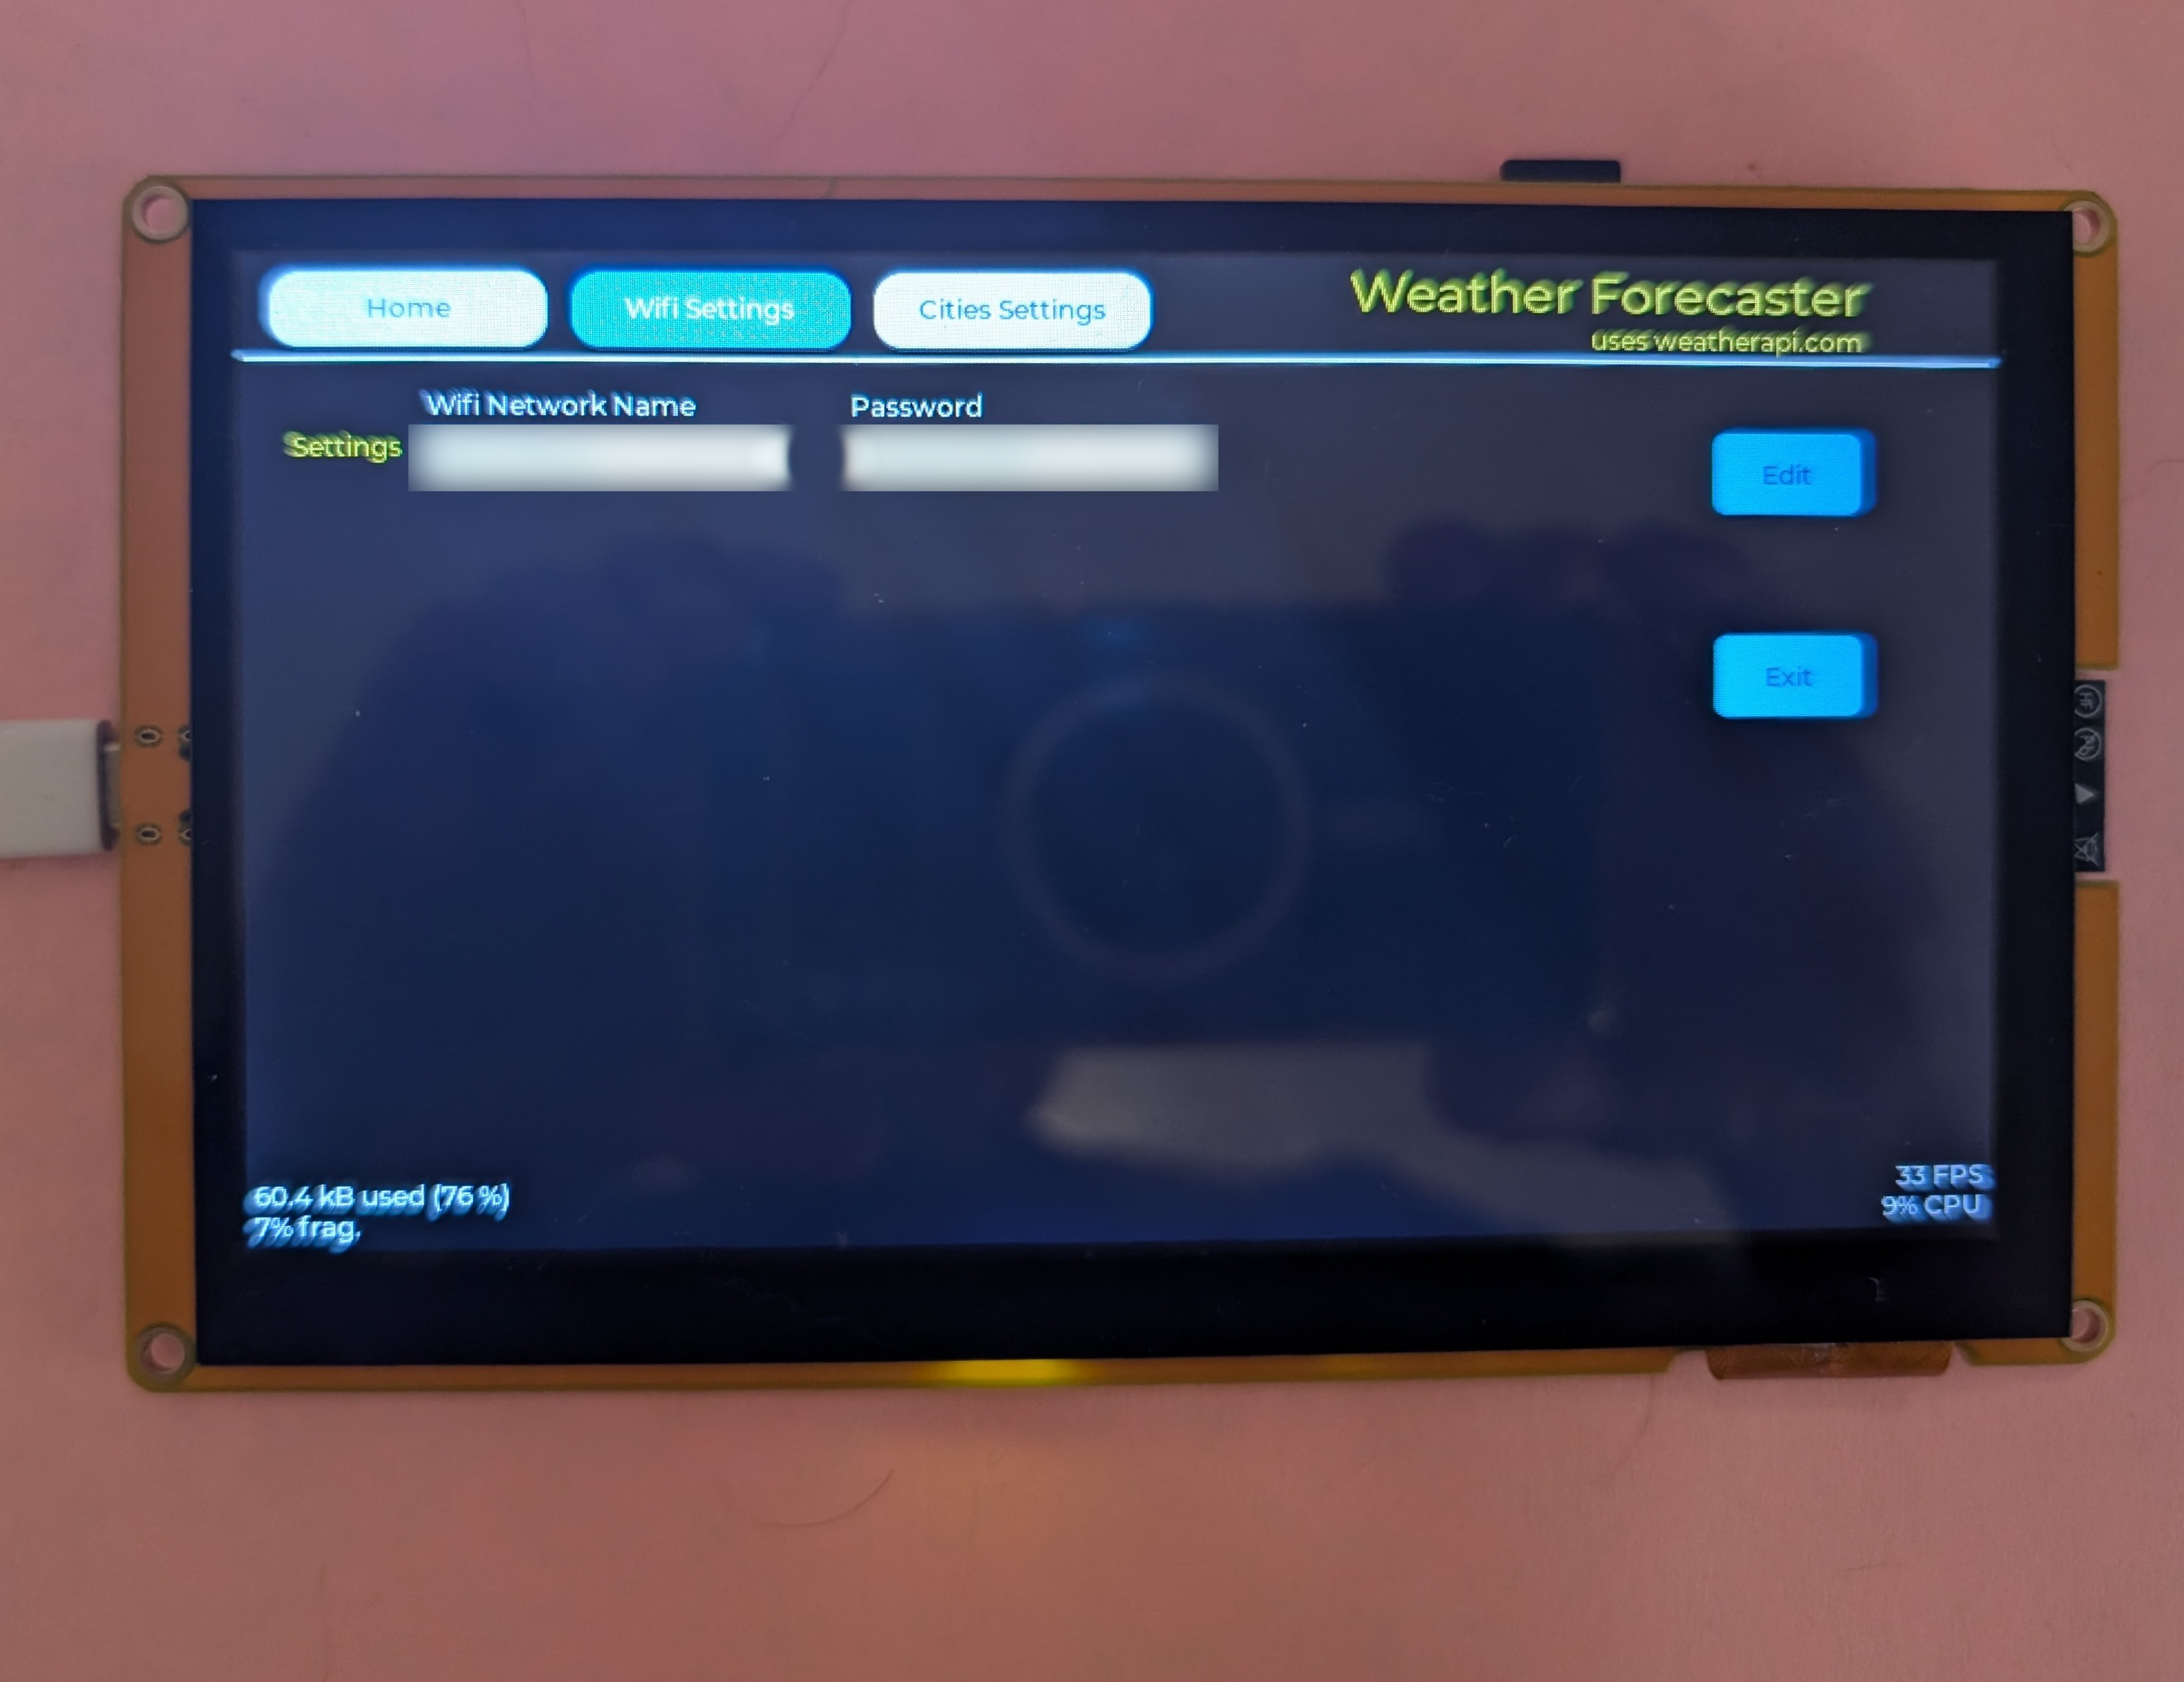 Home Wifi Settings Cities Settings
Weather Forecaster
uses weatherapi.com
Wifi Network Name Password
Settings
Edit
Exit
60.4 kB used (76 %)
7% frag.
33 FPS
9% CPU